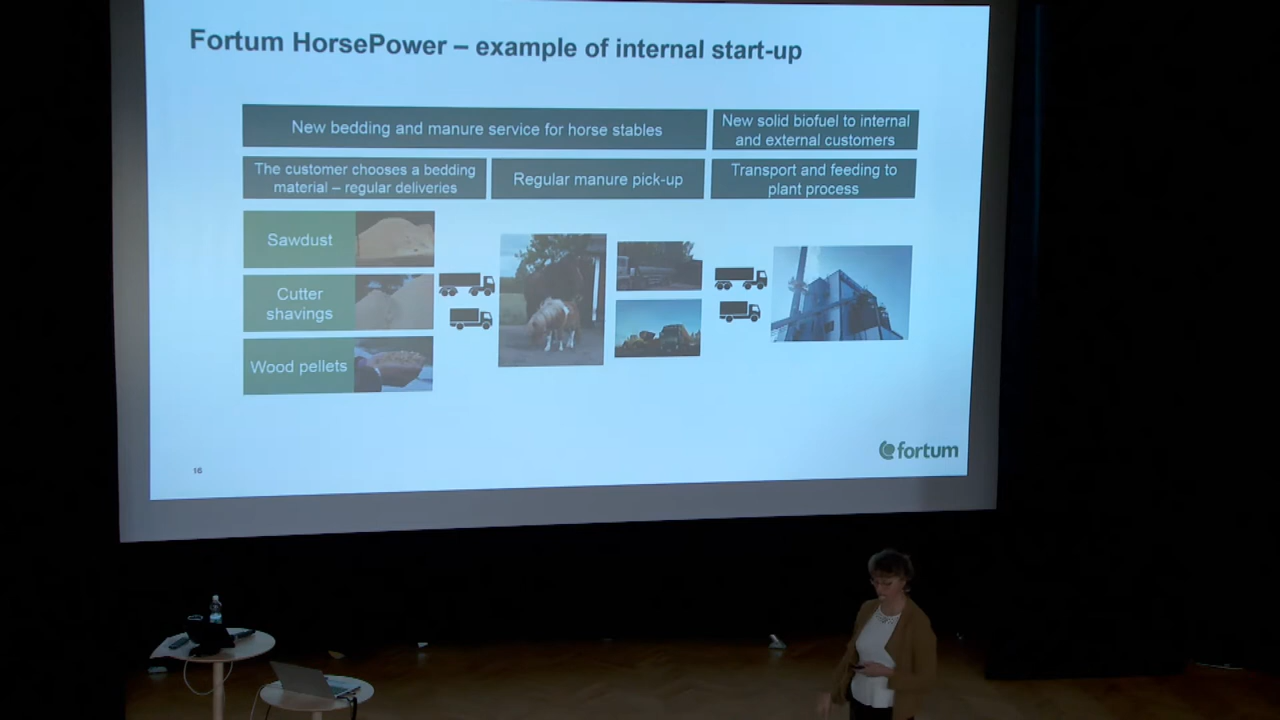 Fortum HorsePower – example of internal start-up
New bedding and manure service for horse stables
New solid biofuel to internal
and external customers
The customer chooses a bedding
material – regular deliveries
Regular manure pick-up
Transport and feeding to
plant process
Sawdust
Cutter
shavings
Wood pellets
16
fortum